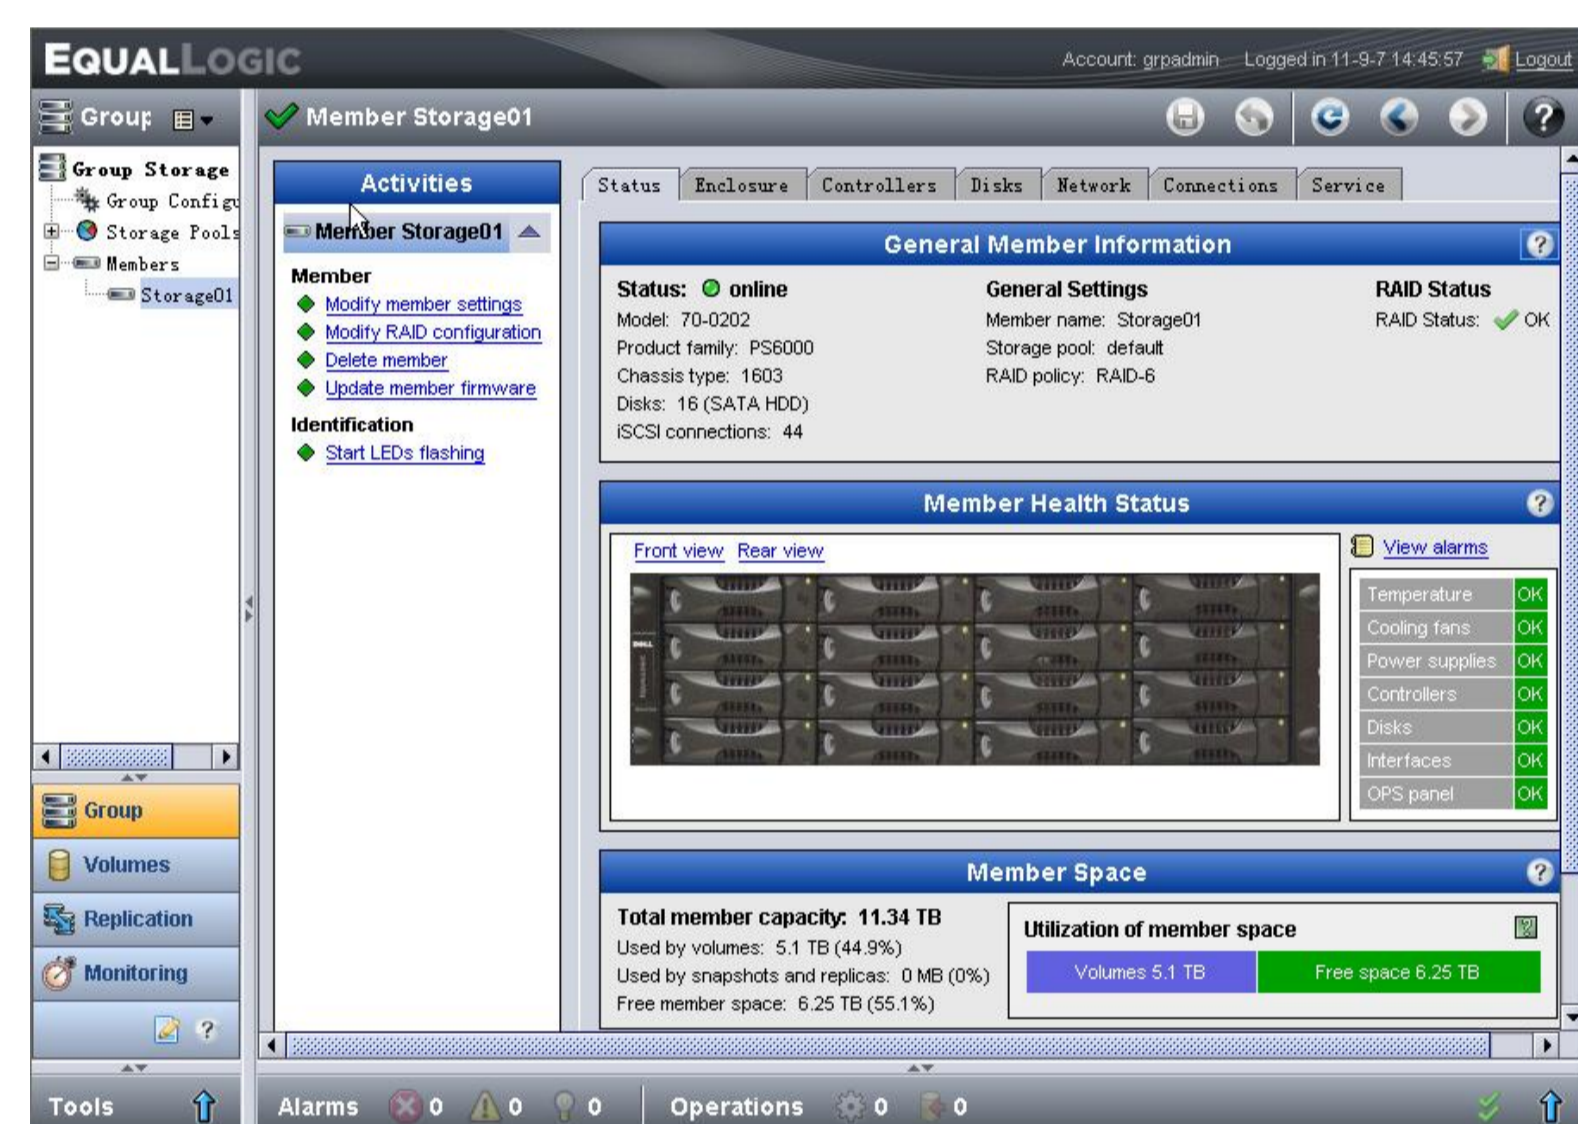 EQUALLOGIC
Account: grpadmin Logged in 11-9-7 14:45:57 Logout
Group
Member Storage01
Group Storage
Group Configu
Storage Pools
Members
Storage01
Group
Volumes
Replication
Monitoring
Tools
Activities
Member Storage01
Member
Modify member settings
Modify RAID configuration
Delete member
Update member firmware
Identification
Start LEDs flashing
Status Enclosure Controllers Disks Network Connections Service
General Member Information
Status: online
Model: 70-0202
Product family: PS6000
Chassis type: 1603
Disks: 16 (SATA HDD)
iSCSI connections: 44
General Settings
Member name: Storage01
Storage pool: default
RAID policy: RAID-6
RAID Status
RAID Status: OK
Member Health Status
Front view Rear view
DELL
View alarms
Temperature OK
Cooling fans OK
Power supplies OK
Controllers OK
Disks OK
Interfaces OK
OPS panel OK
Member Space
Total member capacity: 11.34 TB
Used by volumes: 5.1 TB (44.9%)
Used by snapshots and replicas: 0 MB (0%)
Free member space: 6.25 TB (55.1%)
Utilization of member space
Volumes 5.1 TB Free space 6.25 TB
Alarms 0 0 0 Operations 0 0